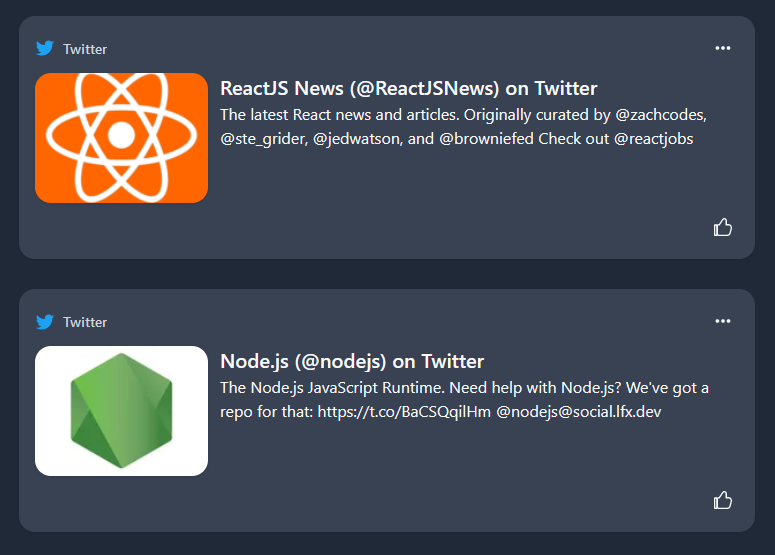 Twitter
ReactJS News (@ReactJSNews) on Twitter
The latest React news and articles. Originally curated by @zachcodes,
@ste_grider, @jedwatson, and @browniefed Check out @reactjobs
Twitter
Node.js (@nodejs) on Twitter
The Node.js JavaScript Runtime. Need help with Node.js? We've got a
repo for that: https://t.co/BaCSQqilHm @nodejs@social.lfx.dev